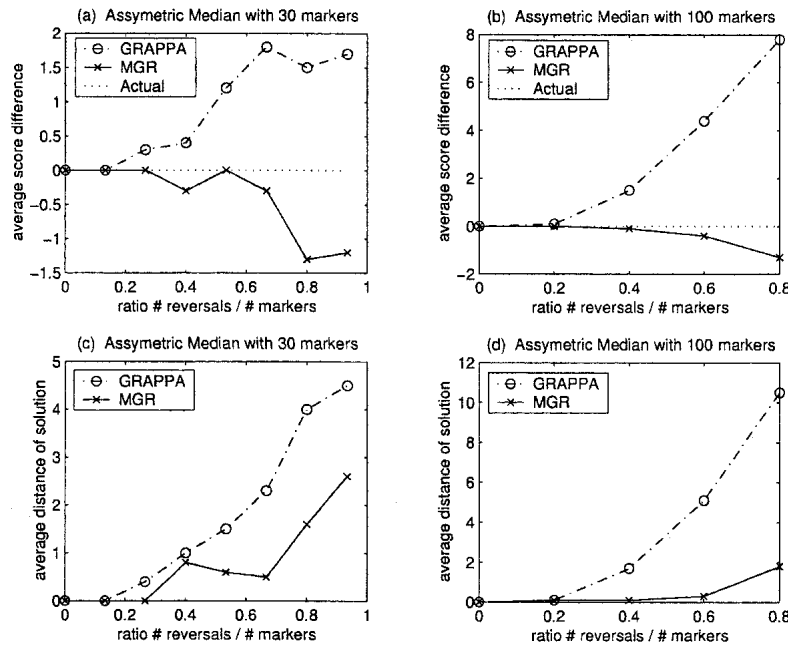 (a) Assymetric Median with 30 markers
2
1.5
1
0.5
0
−0.5
−1
−1.5
average score difference
GRAPPA
MGR
Actual
0 0.2 0.4 0.6 0.8 1
ratio # reversals / # markers
(b) Assymetric Median with 100 markers
8
6
4
2
0
−2
average score difference
GRAPPA
MGR
Actual
0 0.2 0.4 0.6 0.8
ratio # reversals / # markers
(c) Assymetric Median with 30 markers
5
4
3
2
1
0
average distance of solution
GRAPPA
MGR
0 0.2 0.4 0.6 0.8 1
ratio # reversals / # markers
(d) Assymetric Median with 100 markers
12
10
8
6
4
2
0
average distance of solution
GRAPPA
MGR
0 0.2 0.4 0.6 0.8
ratio # reversals / # markers